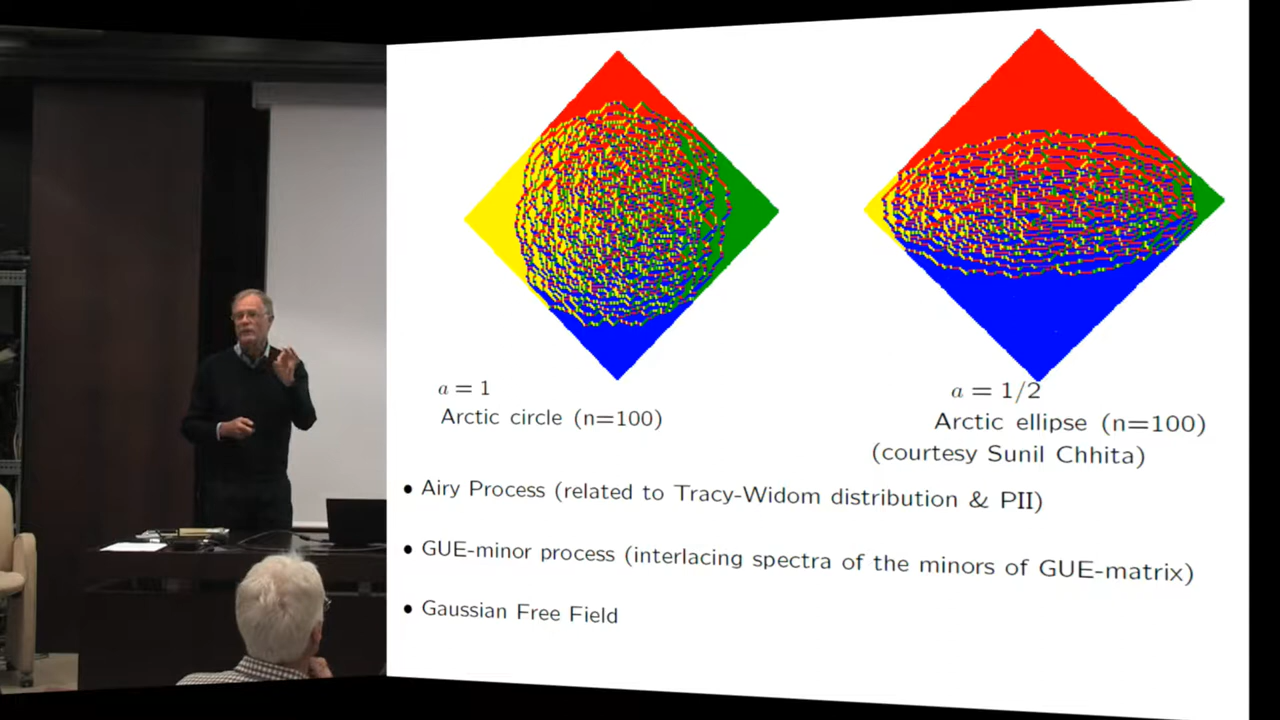 a = 1
Arctic circle (n=100)
a = 1/2
Arctic ellipse (n=100)
(courtesy Sunil Chhita)
• Airy Process (related to Tracy-Widom distribution & PII)
• GUE-minor process (interlacing spectra of the minors of GUE-matrix)
• Gaussian Free Field